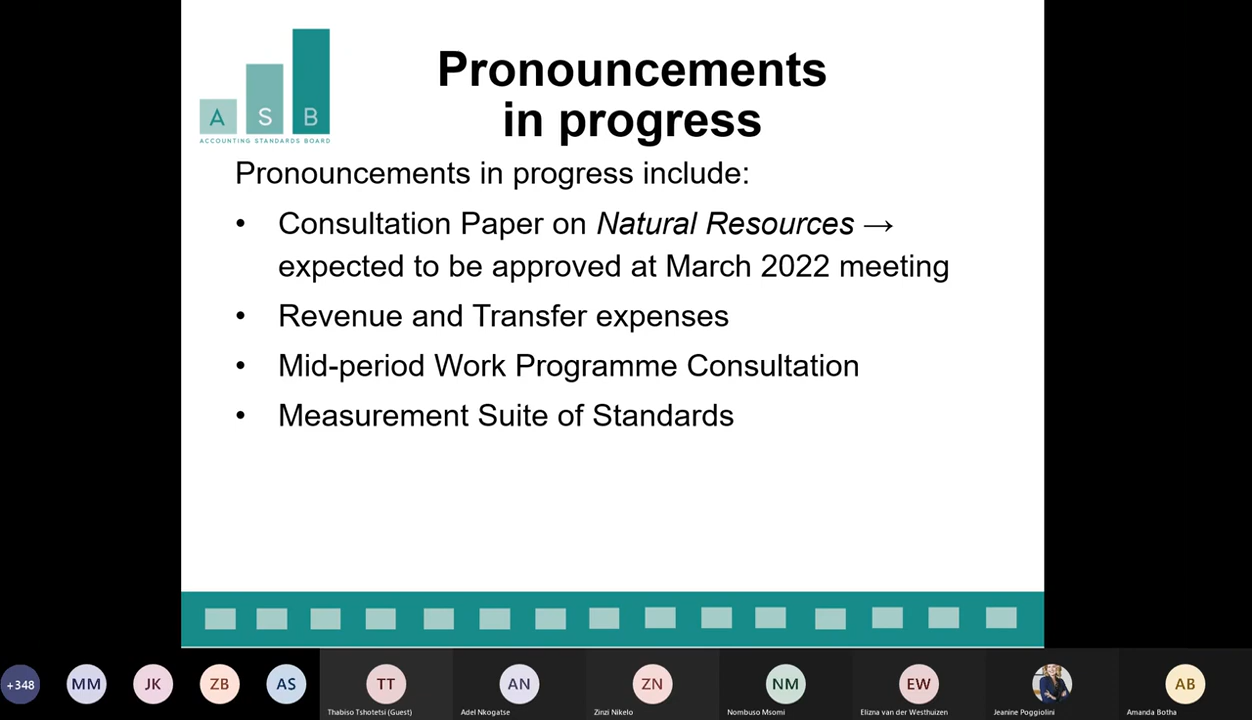 Pronouncements
in progress
A S B
ACCOUNTING STANDARDS BOARD
Pronouncements in progress include:
• Consultation Paper on Natural Resources →
expected to be approved at March 2022 meeting
• Revenue and Transfer expenses
• Mid-period Work Programme Consultation
• Measurement Suite of Standards
+348 MM JK ZB AS TT AN ZN NM EW AB
Thabiso Tshotetsi (Guest) Adel Nkogatse Zinzi Nikelo Nombuso Msomi Elizna van der Westhuizen Jeanine Poggiolini Amanda Botha